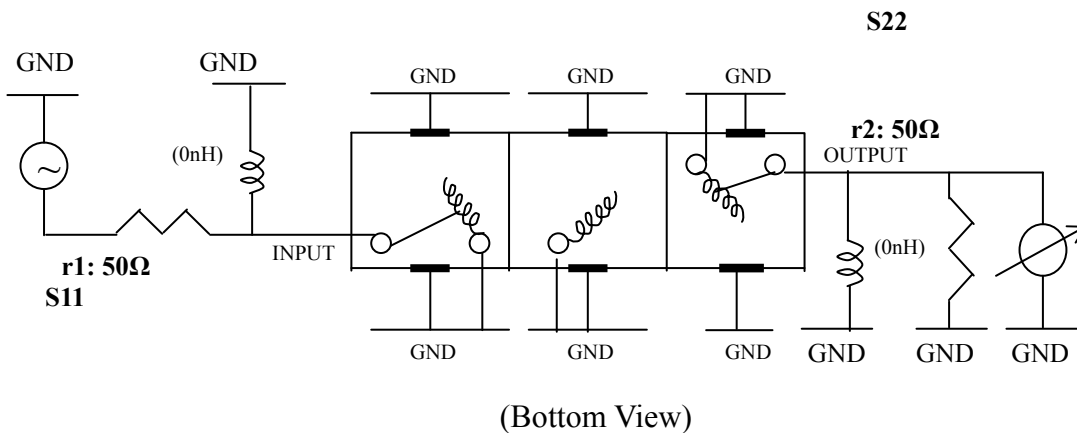 S22
GND
GND
GND
GND
GND
r2: 50Ω
(0nH)
OUTPUT
~
INPUT
(0nH)
r1: 50Ω
S11
GND
GND
GND
GND
GND
GND
(Bottom View)